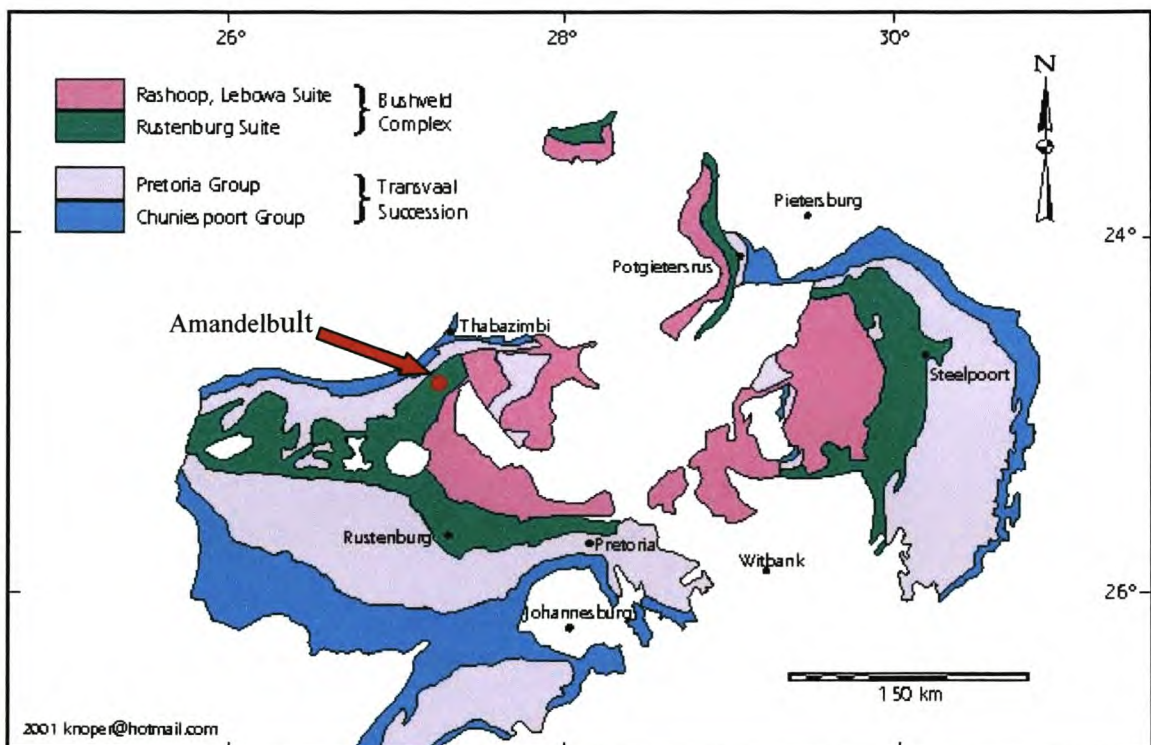 26°
28°
30°
N
Rashoop, Lebowa Suite
Rustenburg Suite
} Bushveld
Complex
Pretoria Group
Chuniespoort Group
} Transvaal
Succession
Pietersburg
24°
Potgietersrus
Amandelbult
Thabazimbi
Steelpoort
Rustenburg
Pretoria
Witbank
26°
Johannesburg
150 km
2001 knoper@hotmail.com